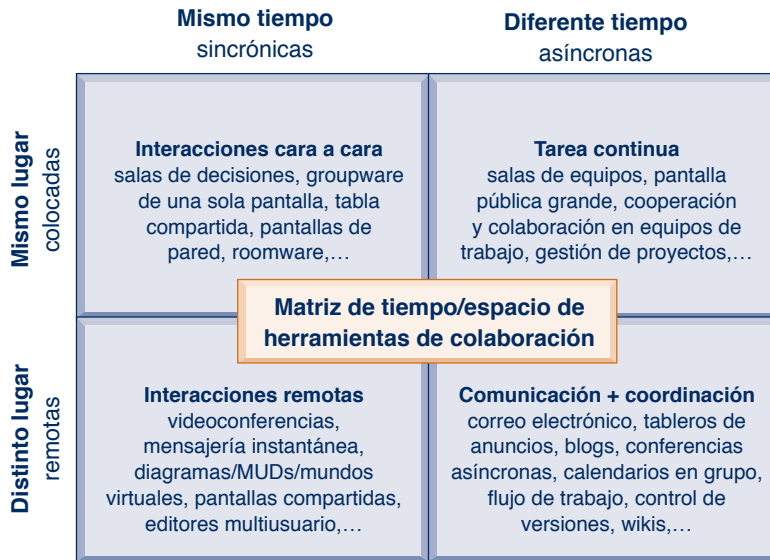 Mismo tiempo
sincrónicas
Diferente tiempo
asíncronas
Mismo lugar
colocadas
Interacciones cara a cara
salas de decisiones, groupware
de una sola pantalla, tabla
compartida, pantallas de
pared, roomware,…
Tarea continua
salas de equipos, pantalla
pública grande, cooperación
y colaboración en equipos de
trabajo, gestión de proyectos,…
Matriz de tiempo/espacio de
herramientas de colaboración
Distinto lugar
remotas
Interacciones remotas
videoconferencias,
mensajería instantánea,
diagramas/MUDs/mundos
virtuales, pantallas compartidas,
editores multiusuario,…
Comunicación + coordinación
correo electrónico, tableros de
anuncios, blogs, conferencias
asíncronas, calendarios en grupo,
flujo de trabajo, control de
versiones, wikis,…